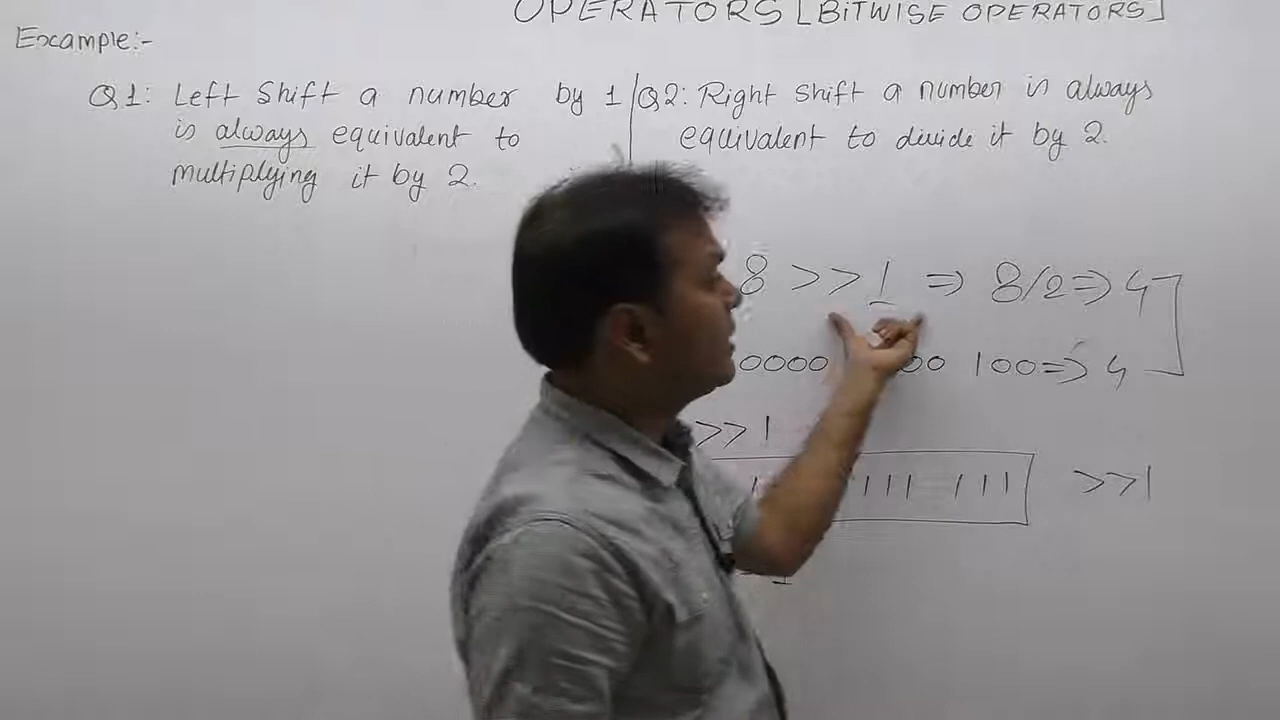 OPERATORS [BITWISE OPERATORS]
Example:-
Q1: Left Shift a number by 1
is always equivalent to
multiplying it by 2.
Q2: Right Shift a number is always
equivalent to divide it by 2.
8 >> 1 ⇒ 8/2 ⇒ 4
0000 00 100 ⇒ 4
>> 1
111 111 >>1